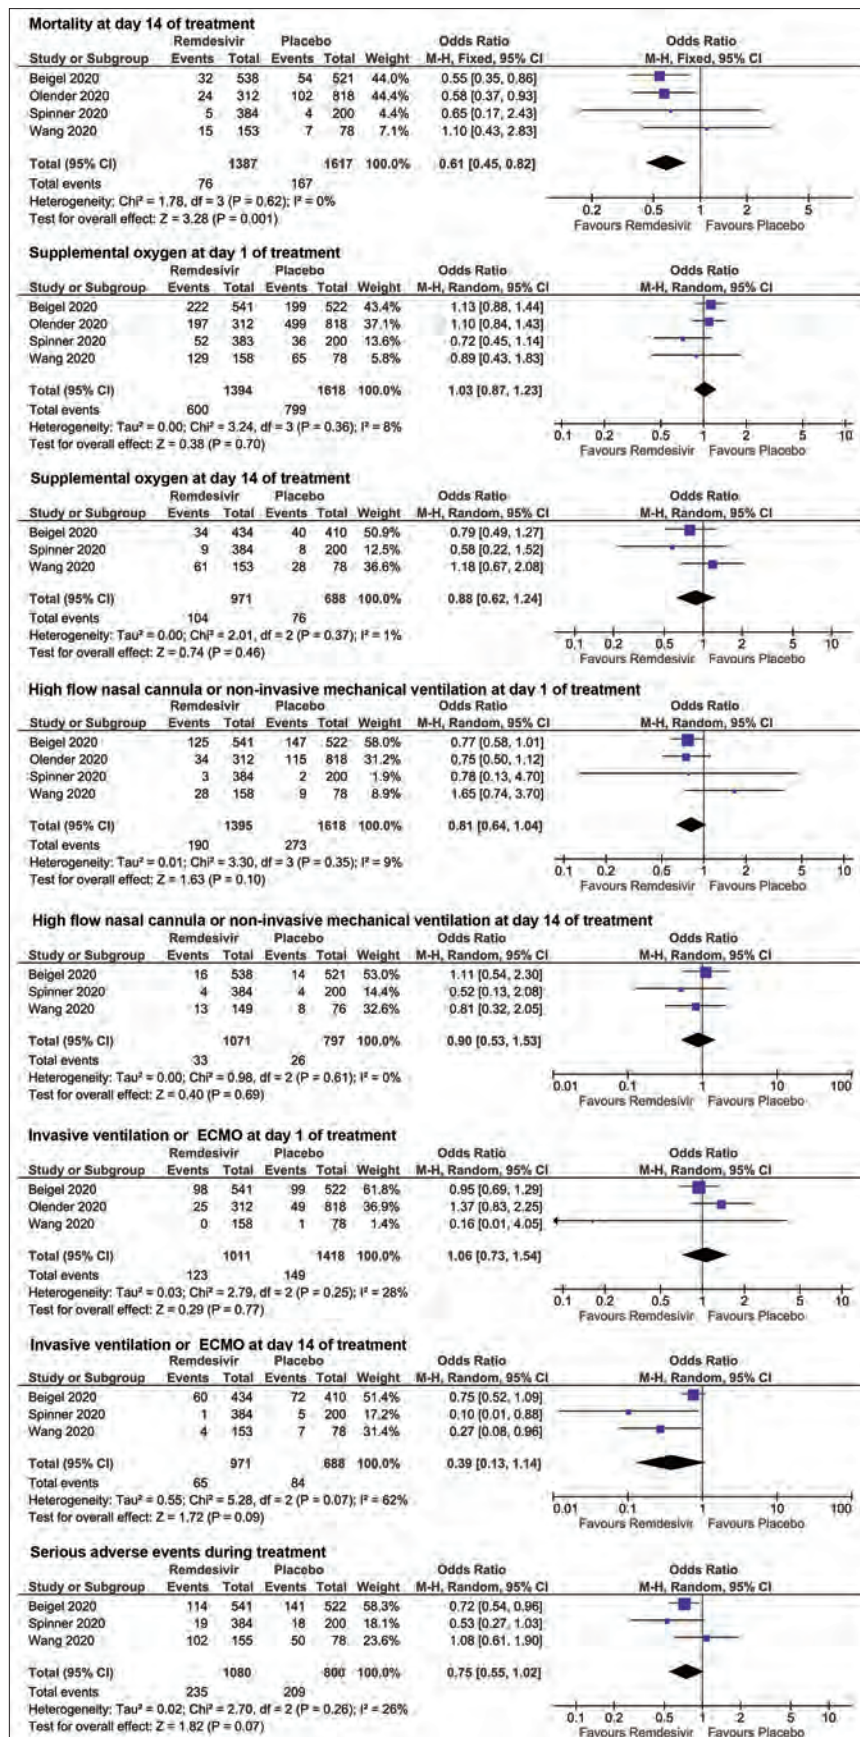 Mortality at day 14 of treatment
Remdesivir Placebo Odds Ratio Odds Ratio
Study or Subgroup Events Total Events Total Weight M-H, Fixed, 95% CI M-H, Fixed, 95% CI
Beigel 2020 32 538 54 521 44.0% 0.55 [0.35, 0.86]
Olender 2020 24 312 102 818 44.4% 0.58 [0.37, 0.93]
Spinner 2020 5 384 4 200 4.4% 0.65 [0.17, 2.43]
Wang 2020 15 153 7 78 7.1% 1.10 [0.43, 2.83]
Total (95% CI) 1387 1617 100.0% 0.61 [0.45, 0.82]
Total events 76 167
Heterogeneity: Chi² = 1.78, df = 3 (P = 0.62); I² = 0%
Test for overall effect: Z = 3.28 (P = 0.001)
0.2 0.5 1 2 5
Favours Remdesivir Favours Placebo
Supplemental oxygen at day 1 of treatment
Remdesivir Placebo Odds Ratio Odds Ratio
Study or Subgroup Events Total Events Total Weight M-H, Random, 95% CI M-H, Random, 95% CI
Beigel 2020 222 541 199 522 43.4% 1.13 [0.88, 1.44]
Olender 2020 197 312 499 818 37.1% 1.10 [0.84, 1.43]
Spinner 2020 52 383 36 200 13.6% 0.72 [0.45, 1.14]
Wang 2020 129 158 65 78 5.8% 0.89 [0.43, 1.83]
Total (95% CI) 1394 1618 100.0% 1.03 [0.87, 1.23]
Total events 600 799
Heterogeneity: Tau² = 0.00; Chi² = 3.24, df = 3 (P = 0.36); I² = 8%
Test for overall effect: Z = 0.38 (P = 0.70)
0.1 0.2 0.5 1 2 5 10
Favours Remdesivir Favours Placebo
Supplemental oxygen at day 14 of treatment
Remdesivir Placebo Odds Ratio Odds Ratio
Study or Subgroup Events Total Events Total Weight M-H, Random, 95% CI M-H, Random, 95% CI
Beigel 2020 34 434 40 410 50.9% 0.79 [0.49, 1.27]
Spinner 2020 9 384 8 200 12.5% 0.58 [0.22, 1.52]
Wang 2020 61 153 28 78 36.6% 1.18 [0.67, 2.08]
Total (95% CI) 971 688 100.0% 0.88 [0.62, 1.24]
Total events 104 76
Heterogeneity: Tau² = 0.00; Chi² = 2.01, df = 2 (P = 0.37); I² = 1%
Test for overall effect: Z = 0.74 (P = 0.46)
0.1 0.2 0.5 1 2 5 10
Favours Remdesivir Favours Placebo
High flow nasal cannula or non-invasive mechanical ventilation at day 1 of treatment
Remdesivir Placebo Odds Ratio Odds Ratio
Study or Subgroup Events Total Events Total Weight M-H, Random, 95% CI M-H, Random, 95% CI
Beigel 2020 125 541 147 522 58.0% 0.77 [0.58, 1.01]
Olender 2020 34 312 115 818 31.2% 0.75 [0.50, 1.12]
Spinner 2020 3 384 2 200 1.9% 0.78 [0.13, 4.70]
Wang 2020 28 158 9 78 8.9% 1.65 [0.74, 3.70]
Total (95% CI) 1395 1618 100.0% 0.81 [0.64, 1.04]
Total events 190 273
Heterogeneity: Tau² = 0.01; Chi² = 3.30, df = 3 (P = 0.35); I² = 9%
Test for overall effect: Z = 1.63 (P = 0.10)
0.1 0.2 0.5 1 2 5 10
Favours Remdesivir Favours Placebo
High flow nasal cannula or non-invasive mechanical ventilation at day 14 of treatment
Remdesivir Placebo Odds Ratio Odds Ratio
Study or Subgroup Events Total Events Total Weight M-H, Random, 95% CI M-H, Random, 95% CI
Beigel 2020 16 538 14 521 53.0% 1.11 [0.54, 2.30]
Spinner 2020 4 384 4 200 14.4% 0.52 [0.13, 2.08]
Wang 2020 13 149 8 76 32.6% 0.81 [0.32, 2.05]
Total (95% CI) 1071 797 100.0% 0.90 [0.53, 1.53]
Total events 33 26
Heterogeneity: Tau² = 0.00; Chi² = 0.98, df = 2 (P = 0.61); I² = 0%
Test for overall effect: Z = 0.40 (P = 0.69)
0.01 0.1 1 10 100
Favours Remdesivir Favours Placebo
Invasive ventilation or ECMO at day 1 of treatment
Remdesivir Placebo Odds Ratio Odds Ratio
Study or Subgroup Events Total Events Total Weight M-H, Random, 95% CI M-H, Random, 95% CI
Beigel 2020 98 541 99 522 61.8% 0.95 [0.69, 1.29]
Olender 2020 25 312 49 818 36.9% 1.37 [0.83, 2.25]
Wang 2020 0 158 1 78 1.4% 0.16 [0.01, 4.05]
Total (95% CI) 1011 1418 100.0% 1.06 [0.73, 1.54]
Total events 123 149
Heterogeneity: Tau² = 0.03; Chi² = 2.79, df = 2 (P = 0.25); I² = 28%
Test for overall effect: Z = 0.29 (P = 0.77)
0.1 0.2 0.5 1 2 5 10
Favours Remdesivir Favours Placebo
Invasive ventilation or ECMO at day 14 of treatment
Remdesivir Placebo Odds Ratio Odds Ratio
Study or Subgroup Events Total Events Total Weight M-H, Random, 95% CI M-H, Random, 95% CI
Beigel 2020 60 434 72 410 51.4% 0.75 [0.52, 1.09]
Spinner 2020 1 384 5 200 17.2% 0.10 [0.01, 0.88]
Wang 2020 4 153 7 78 31.4% 0.27 [0.08, 0.96]
Total (95% CI) 971 688 100.0% 0.39 [0.13, 1.14]
Total events 65 84
Heterogeneity: Tau² = 0.55; Chi² = 5.28, df = 2 (P = 0.07); I² = 62%
Test for overall effect: Z = 1.72 (P = 0.09)
0.01 0.1 1 10 100
Favours Remdesivir Favours Placebo
Serious adverse events during treatment
Remdesivir Placebo Odds Ratio Odds Ratio
Study or Subgroup Events Total Events Total Weight M-H, Random, 95% CI M-H, Random, 95% CI
Beigel 2020 114 541 141 522 58.3% 0.72 [0.54, 0.96]
Spinner 2020 19 384 18 200 18.1% 0.53 [0.27, 1.03]
Wang 2020 102 155 50 78 23.6% 1.08 [0.61, 1.90]
Total (95% CI) 1080 800 100.0% 0.75 [0.55, 1.02]
Total events 235 209
Heterogeneity: Tau² = 0.02; Chi² = 2.70, df = 2 (P = 0.26); I² = 26%
Test for overall effect: Z = 1.82 (P = 0.07)
0.1 0.2 0.5 1 2 5 10
Favours Remdesivir Favours Placebo